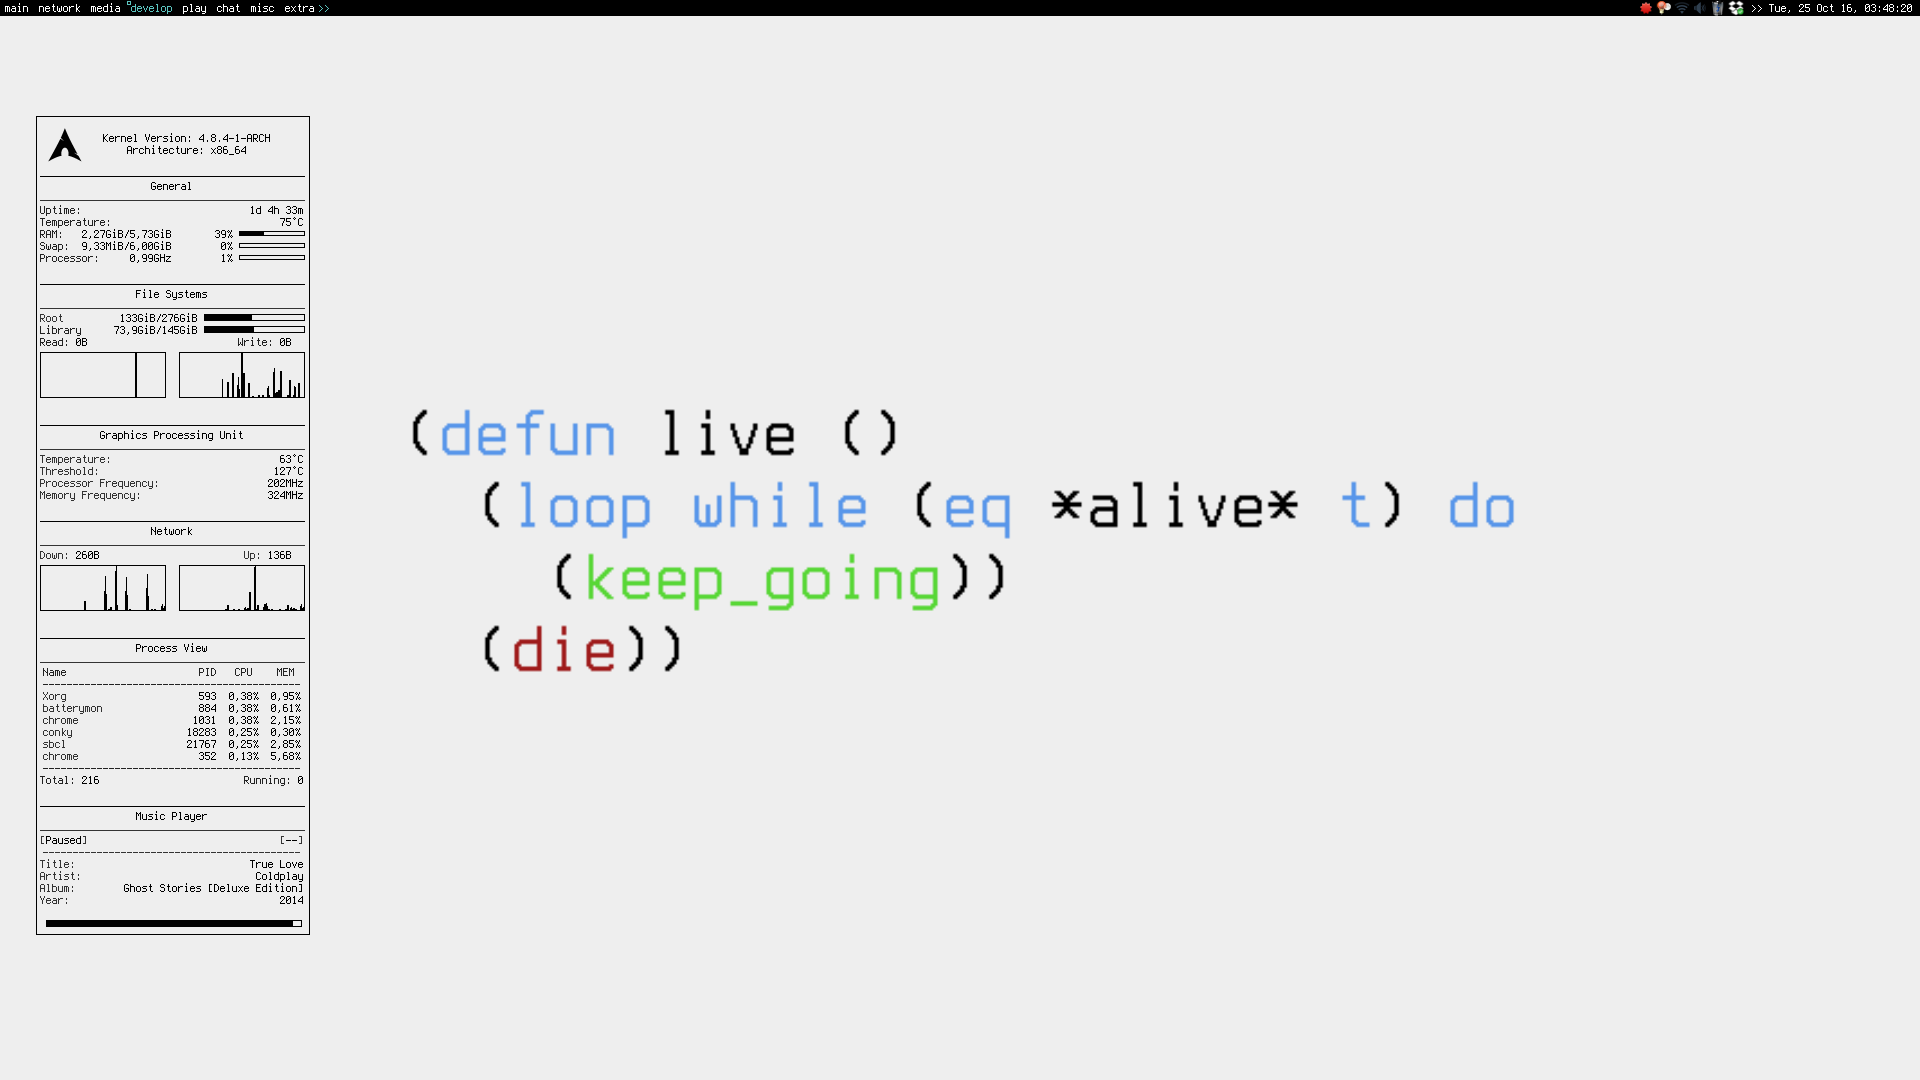 main network media develop play chat misc extra >>
>> Tue, 25 Oct 16, 03:48:20
Kernel Version: 4.8.4-1-ARCH
Architecture: x86_64
General
Uptime: 1d 4h 33m
Temperature: 75°C
RAM: 2,27GiB/5,73GiB 39%
Swap: 9,33MiB/6,00GiB 0%
Processor: 0,99GHz 1%
File Systems
Root 133GiB/276GiB
Library 73,9GiB/145GiB
Read: 0B Write: 0B
Graphics Processing Unit
Temperature: 63°C
Threshold: 127°C
Processor Frequency: 202MHz
Memory Frequency: 324MHz
Network
Down: 260B Up: 136B
Process View
Name PID CPU MEM
Xorg 593 0,38% 0,95%
batterymon 884 0,38% 0,61%
chrome 1031 0,38% 2,15%
conky 18283 0,25% 0,30%
sbcl 21767 0,25% 2,85%
chrome 352 0,13% 5,68%
Total: 216 Running: 0
Music Player
[Paused] [--]
Title: True Love
Artist: Coldplay
Album: Ghost Stories [Deluxe Edition]
Year: 2014
(defun live ()
(loop while (eq *alive* t) do
(keep_going))
(die))